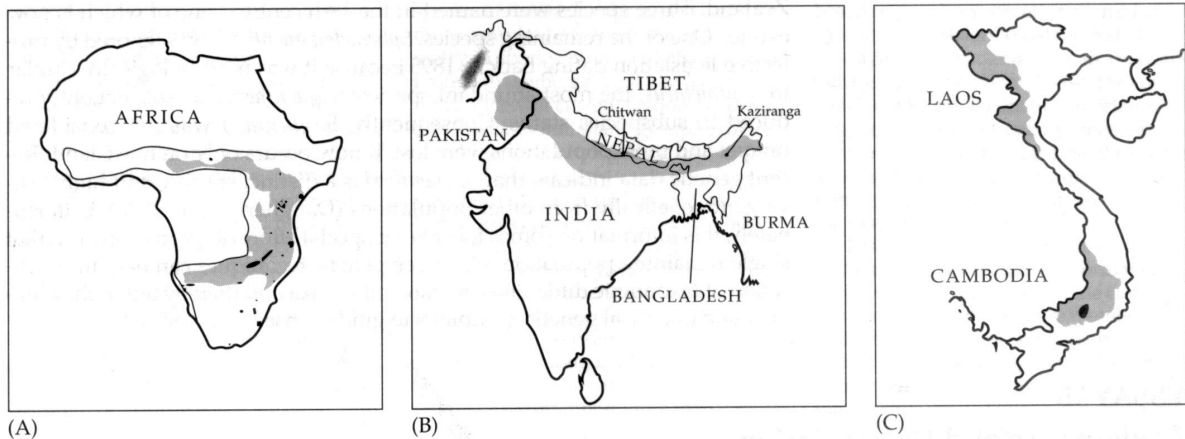 AFRICA
(A)
TIBET
Chitwan
Kaziranga
PAKISTAN
NEPAL
INDIA
BURMA
BANGLADESH
(B)
LAOS
CAMBODIA
(C)